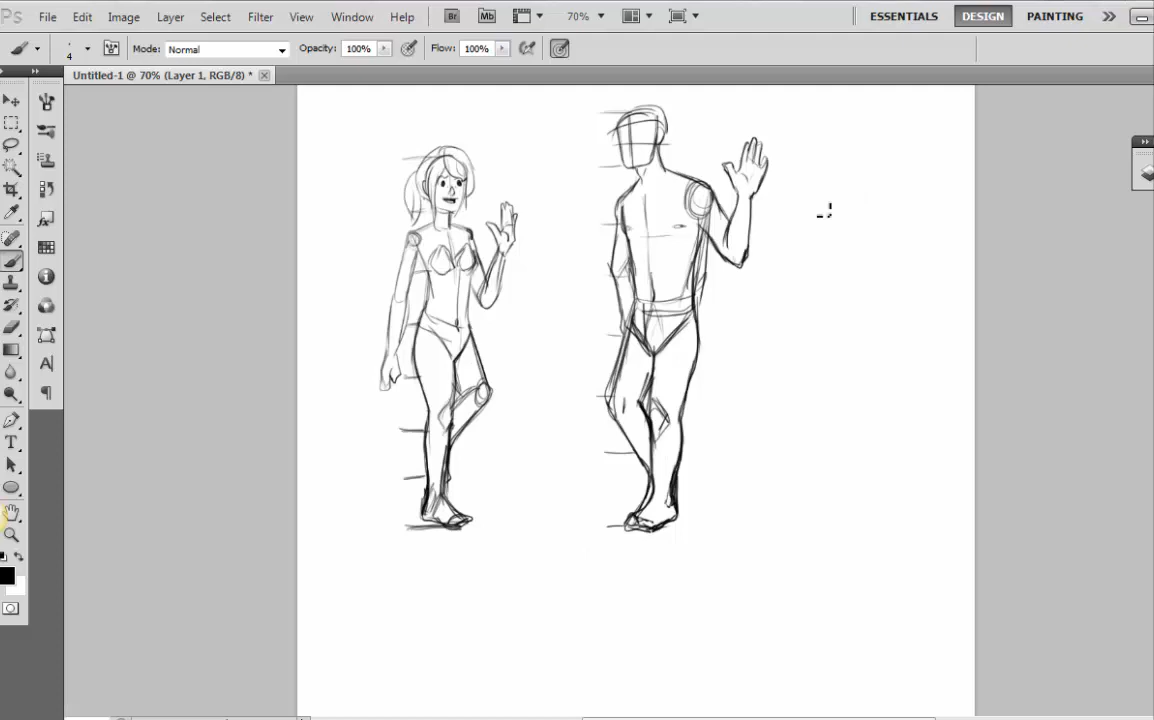 Ps File Edit Image Layer Select Filter View Window Help Br Mb 70% ESSENTIALS DESIGN PAINTING
4 Mode: Normal Opacity: 100% Flow: 100%
Untitled-1 @ 70% (Layer 1, RGB/8) *
A
T